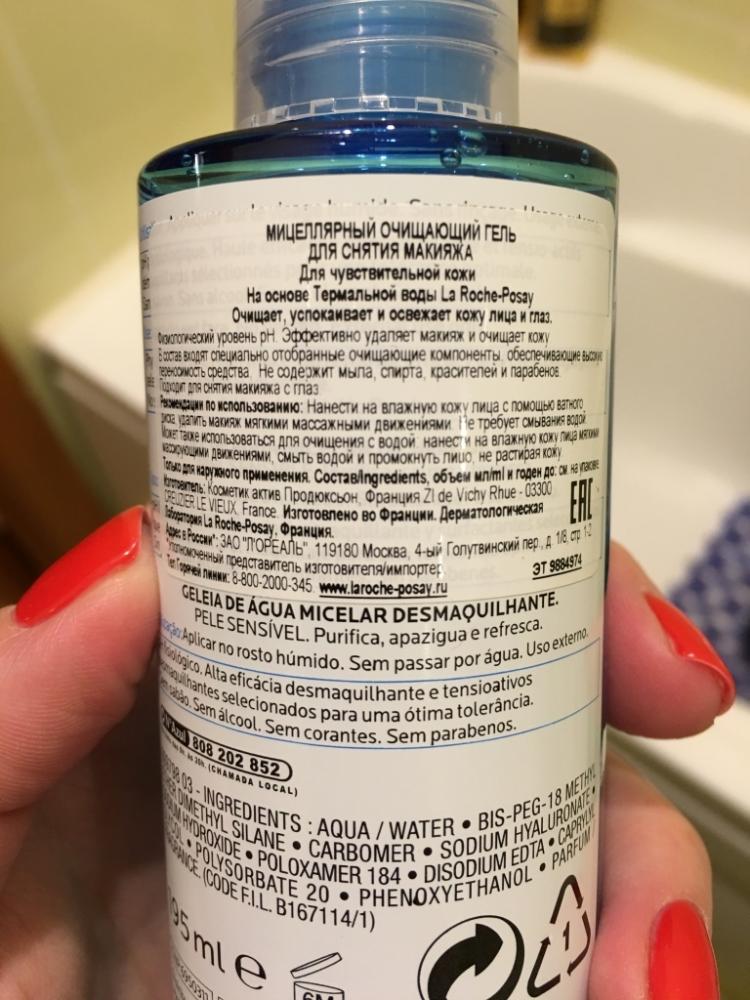 МИЦЕЛЛЯРНЫЙ ОЧИЩАЮЩИЙ ГЕЛЬ
ДЛЯ СНЯТИЯ МАКИЯЖА
Для чувствительной кожи
На основе Термальной воды La Roche-Posay
Очищает, успокаивает и освежает кожу лица и глаз.
Физиологический уровень pH. Эффективно удаляет макияж и очищает кожу
В состав входят специально отобранные очищающие компоненты, обеспечивающие высокую
переносимость средства. Не содержит мыла, спирта, красителей и парабенов.
Подходит для снятия макияжа с глаз
Рекомендации по использованию: Нанести на влажную кожу лица с помощью ватного
диска, удалить макияж мягкими массажными движениями. Не требует смывания водой
Может также использоваться для очищения с водой: нанести на влажную кожу лица мягкими
массирующими движениями, смыть водой и промокнуть лицо, не растирая кожу
Только для наружного применения. Состав/Ingredients, объем мл/ml и годен до: см. на упаковке
Изготовитель: Косметик актив Продюксьон, Франция ZI de Vichy Rhue - 03300
CREUZIER LE VIEUX, France. Изготовлено во Франции. Дерматологическая
Лаборатория La Roche-Posay, Франция.
EAC
Адрес в России*: ЗАО "Л'ОРЕАЛЬ", 119180 Москва, 4-ый Голутвинский пер., д. 1/8, стр. 1-2
*Уполномоченный представитель изготовителя/импортер
Тел Горячей линии: 8-800-2000-345. www.laroche-posay.ru
ЭТ 9884974
GELEIA DE ÁGUA MICELAR DESMAQUILHANTE.
PELE SENSÍVEL. Purifica, apazigua e refresca.
Aplicar no rosto húmido. Sem passar por água. Uso externo.
Alta eficácia desmaquilhante e tensioativos
selecionados para uma ótima tolerância.
Sem álcool. Sem corantes. Sem parabenos.
808 202 852
(CHAMADA LOCAL)
03 - INGREDIENTS : AQUA / WATER • BIS-PEG-18 METHYL
DIMETHYL SILANE • CARBOMER • SODIUM HYALURONATE •
HYDROXIDE • POLOXAMER 184 • DISODIUM EDTA • CAPRYLYL
• POLYSORBATE 20 • PHENOXYETHANOL • PARFUM /
(CODE F.I.L. B167114/1)
195 ml e
1
6M